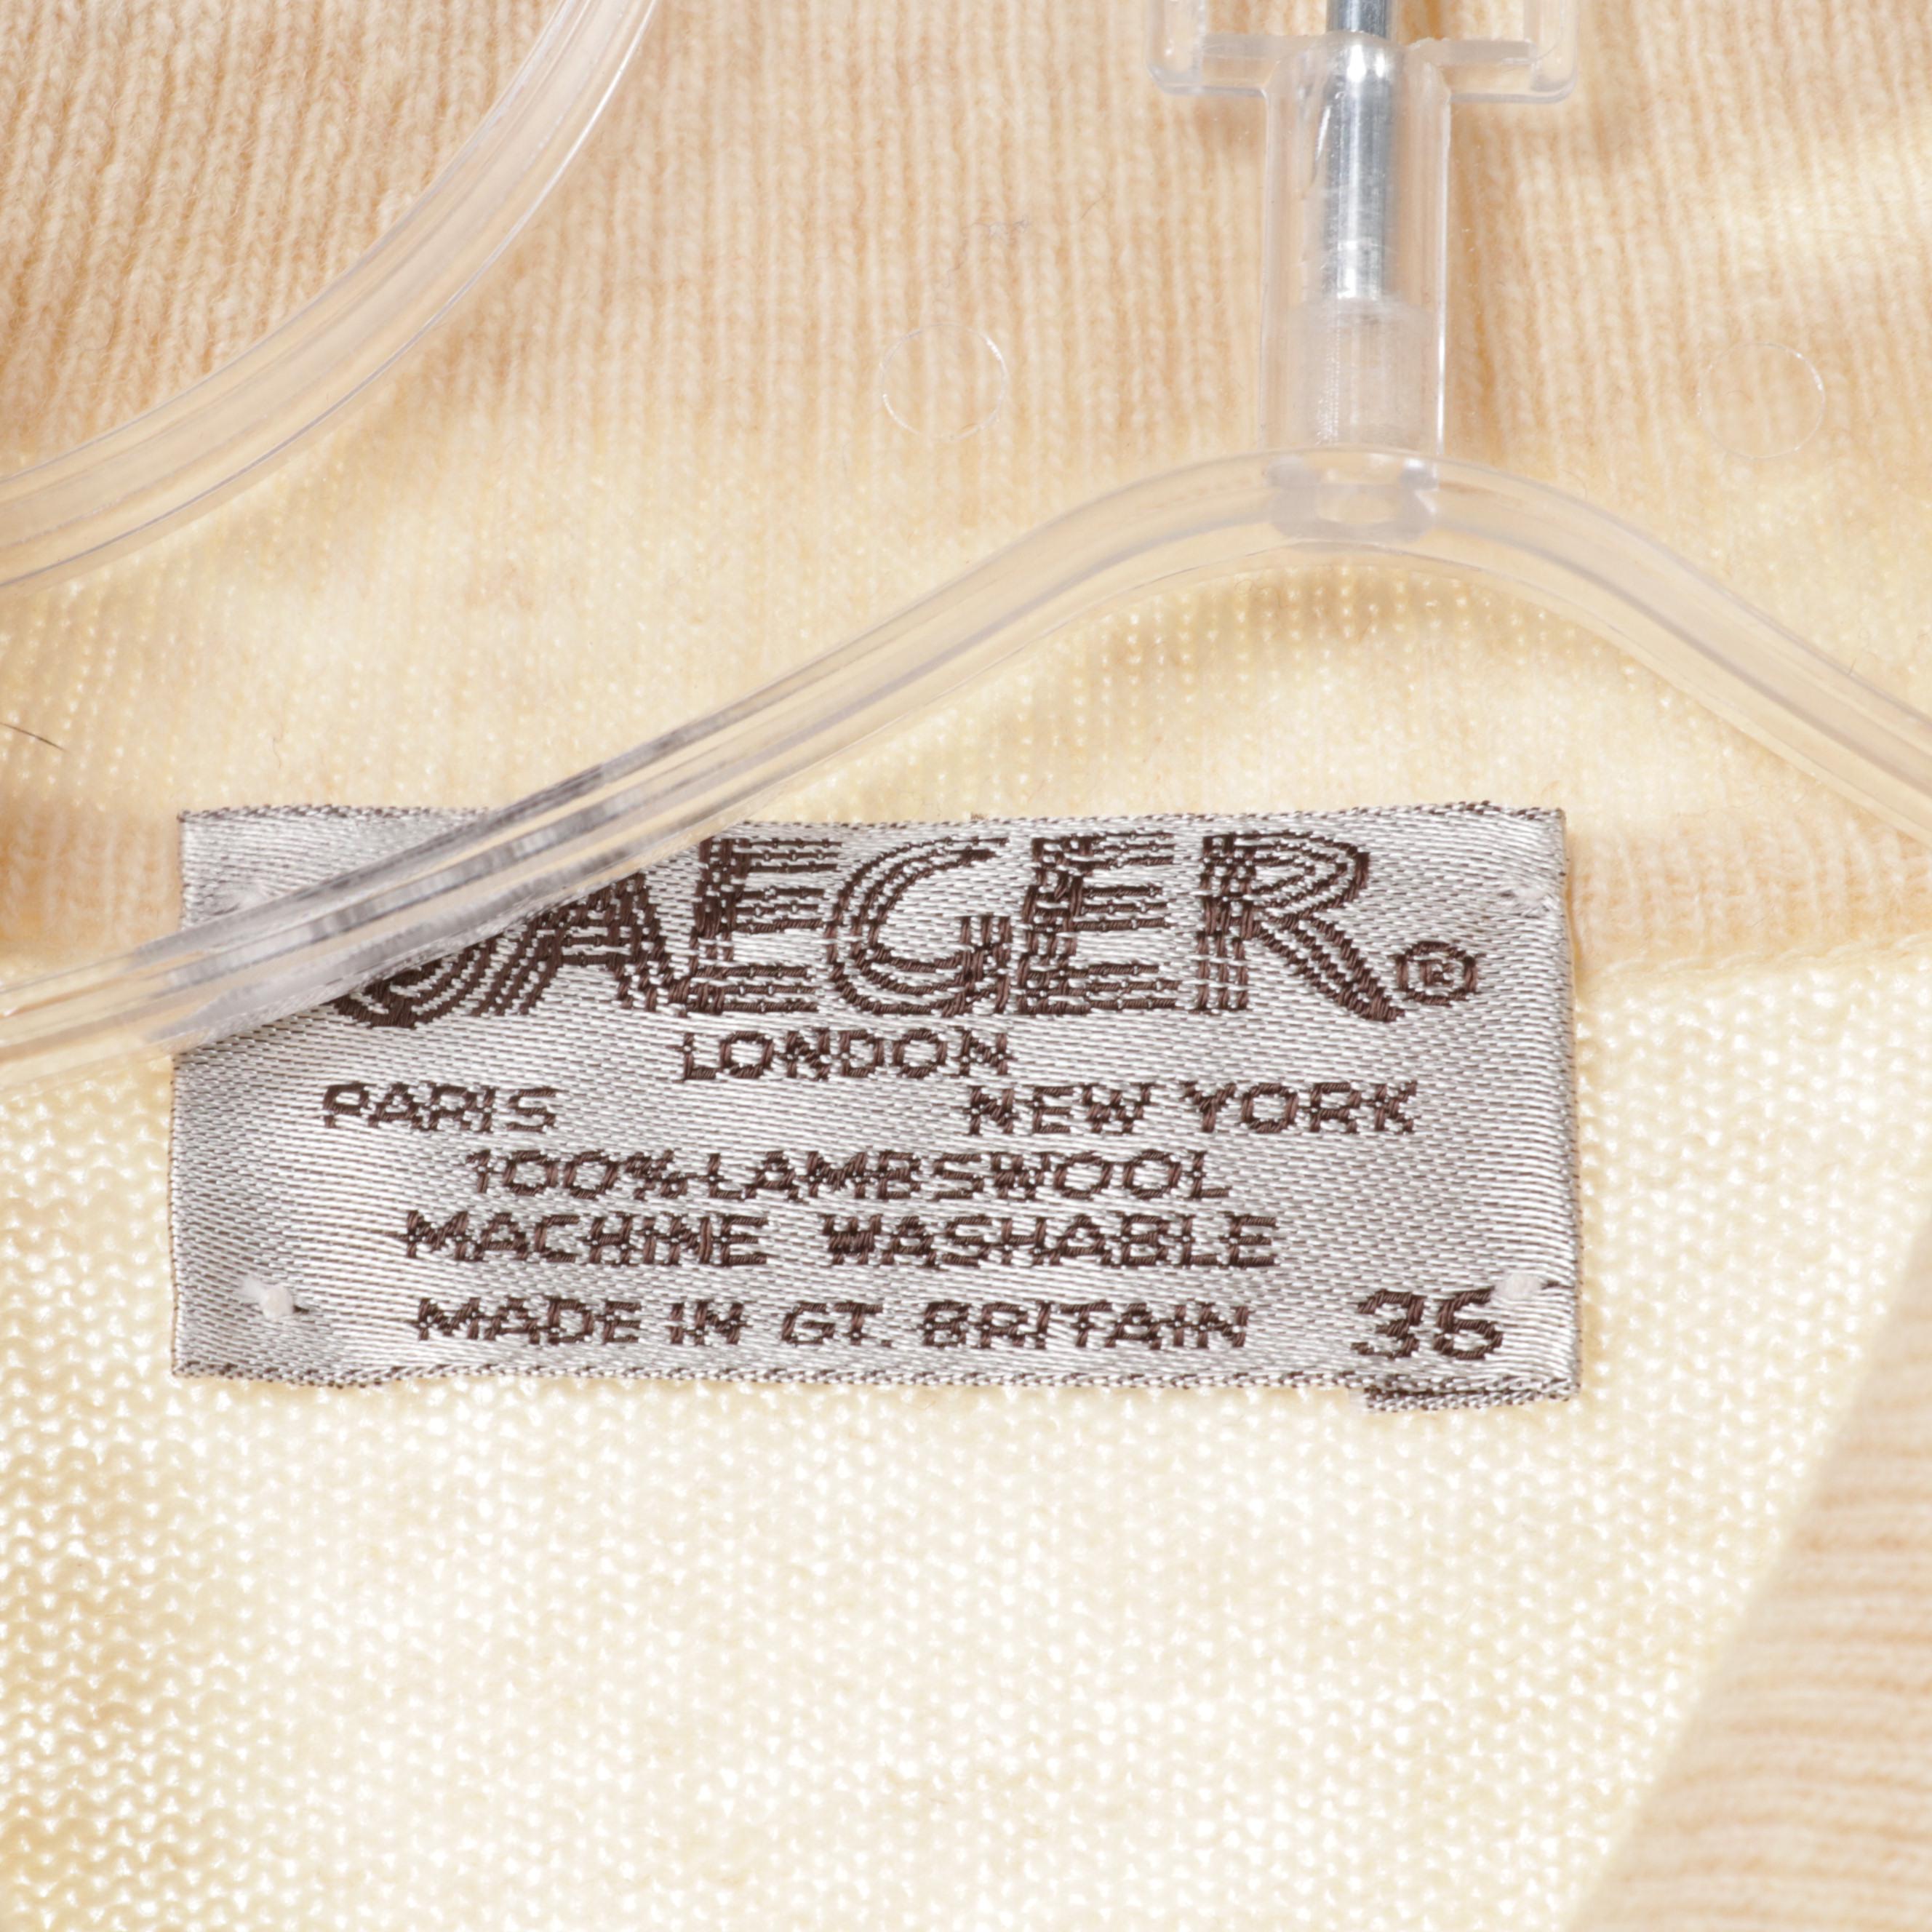 JAEGER®
LONDON
PARIS NEW YORK
100% LAMBSWOOL
MACHINE WASHABLE
MADE IN GT. BRITAIN 36